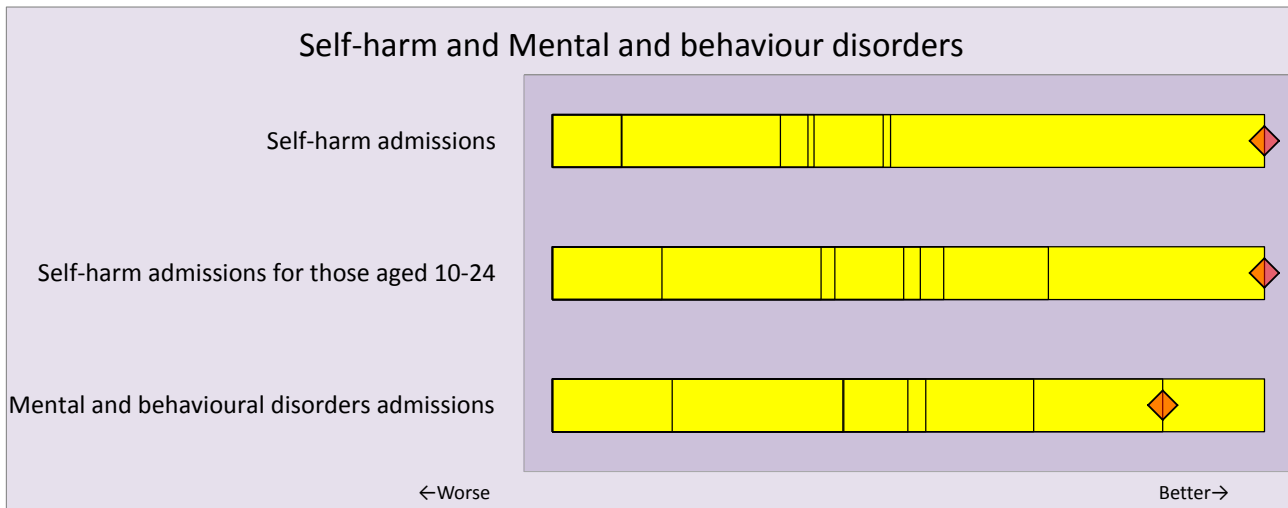 Self-harm and Mental and behaviour disorders
Self-harm admissions
Self-harm admissions for those aged 10-24
Mental and behavioural disorders admissions
←Worse
Better→